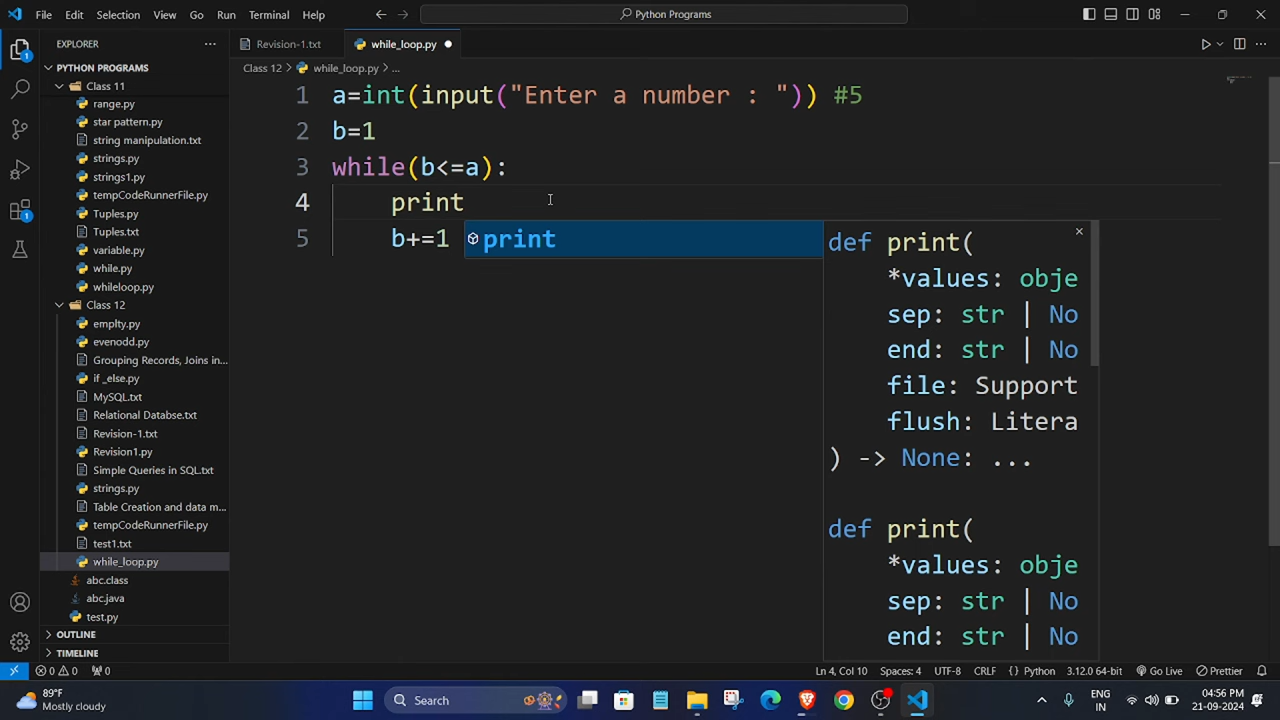 File Edit Selection View Go Run Terminal Help
Python Programs
EXPLORER
PYTHON PROGRAMS
Class 11
range.py
star pattern.py
string manipulation.txt
strings.py
strings1.py
tempCodeRunnerFile.py
Tuples.py
Tuples.txt
variable.py
while.py
whileloop.py
Class 12
emplty.py
evenodd.py
Grouping Records, Joins in...
if _else.py
MySQL.txt
Relational Databse.txt
Revision-1.txt
Revision1.py
Simple Queries in SQL.txt
strings.py
Table Creation and data m...
tempCodeRunnerFile.py
test1.txt
while_loop.py
abc.class
abc.java
test.py
OUTLINE
TIMELINE
1
1
Revision-1.txt while_loop.py
Class 12 > while_loop.py > ...
1 a=int(input("Enter a number : ")) #5
2 b=1
3 while(b<=a):
4 print
5 b+=1
print
def print(
*values: obje
sep: str | No
end: str | No
file: Support
flush: Litera
) -> None: ...
def print(
*values: obje
sep: str | No
end: str | No
0 0 0
Ln 4, Col 10 Spaces: 4 UTF-8 CRLF {} Python 3.12.0 64-bit Go Live Prettier
89°F
Mostly cloudy
Search
ENG
IN
04:56 PM
21-09-2024